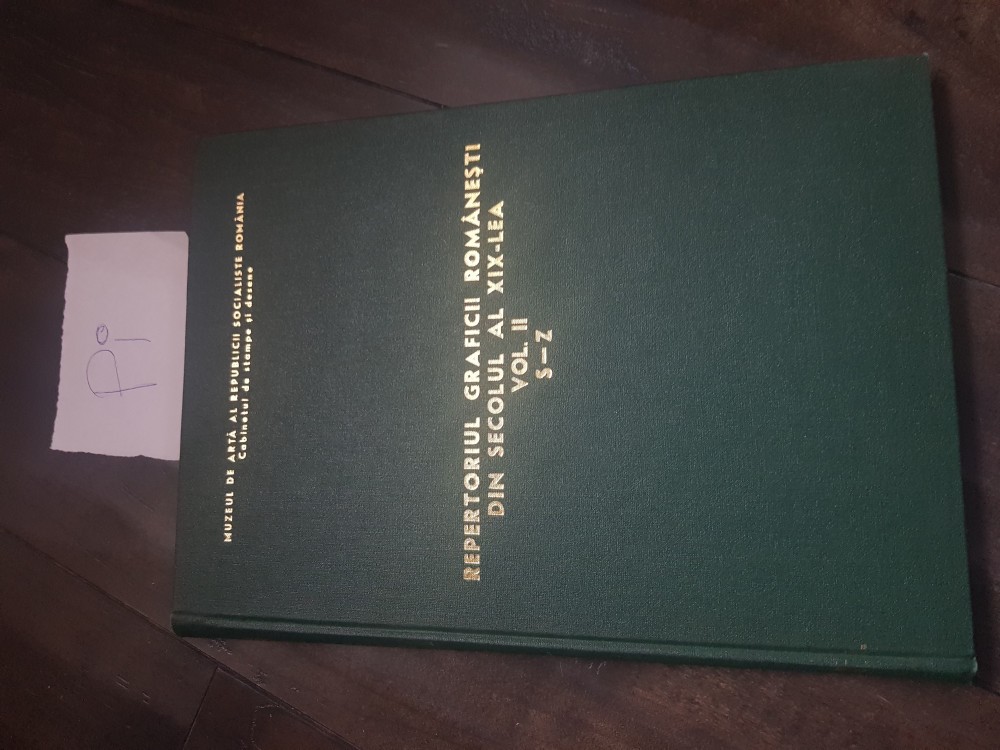 Pi
MUZEUL DE ARTĂ AL REPUBLICII SOCIALISTE ROMÂNIA
Cabinetul de stampe și desene
REPERTORIUL GRAFICII ROMÂNEȘTI
DIN SECOLUL AL XIX-LEA
VOL. II
S–Z